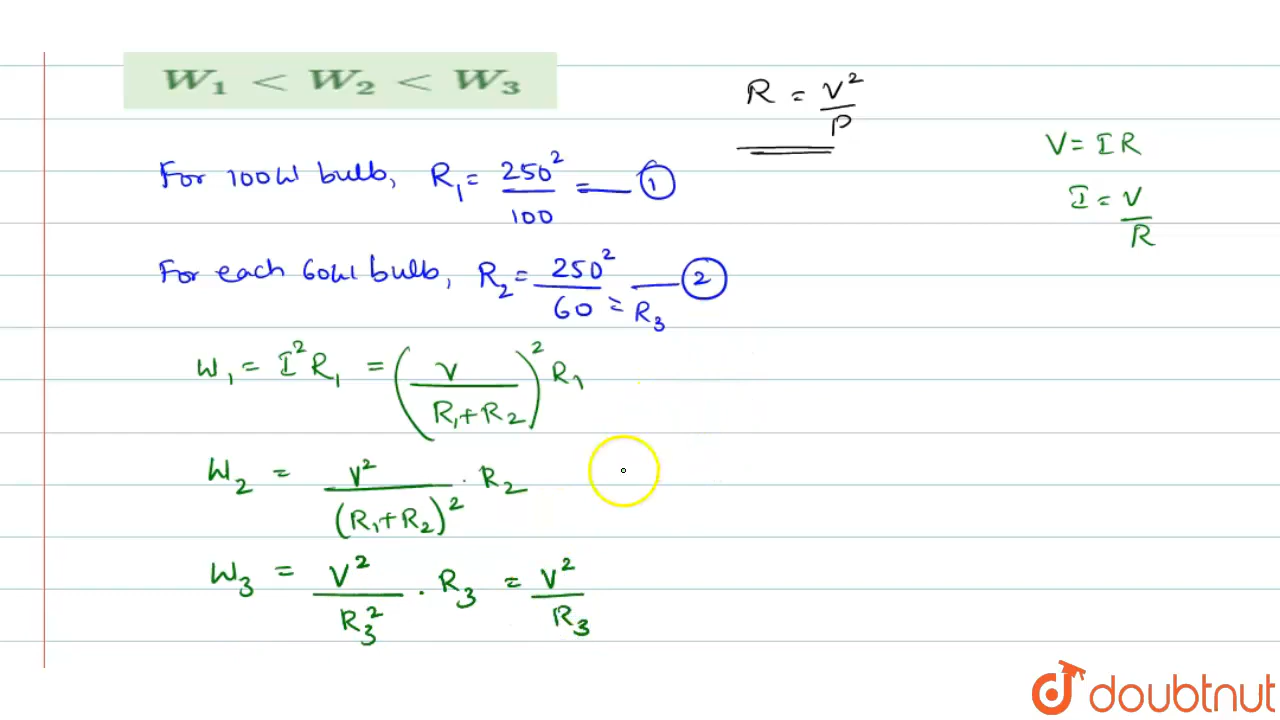 W₁ < W₂ < W₃
R = V²/P
V = IR
I = V/R
For 100W bulb, R₁ = 250²/100 = — ①
For each 60W bulb, R₂ = 250²/60 = R₃ — ②
W₁ = I²R₁ = (V/(R₁+R₂))² R₁
W₂ = V²/(R₁+R₂)² · R₂
W₃ = V²/R₃² · R₃ = V²/R₃
doubtnut